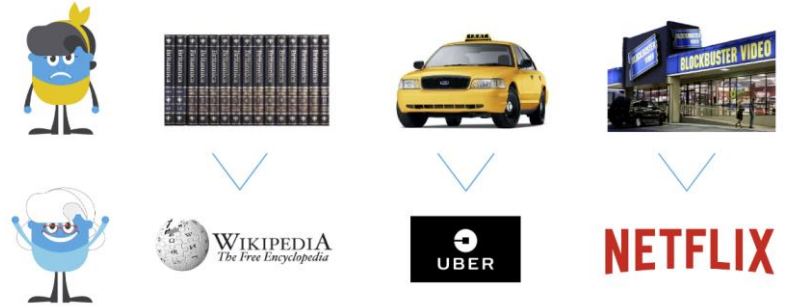 BLOCKBUSTER VIDEO
WIKIPEDIA
The Free Encyclopedia
UBER
NETFLIX